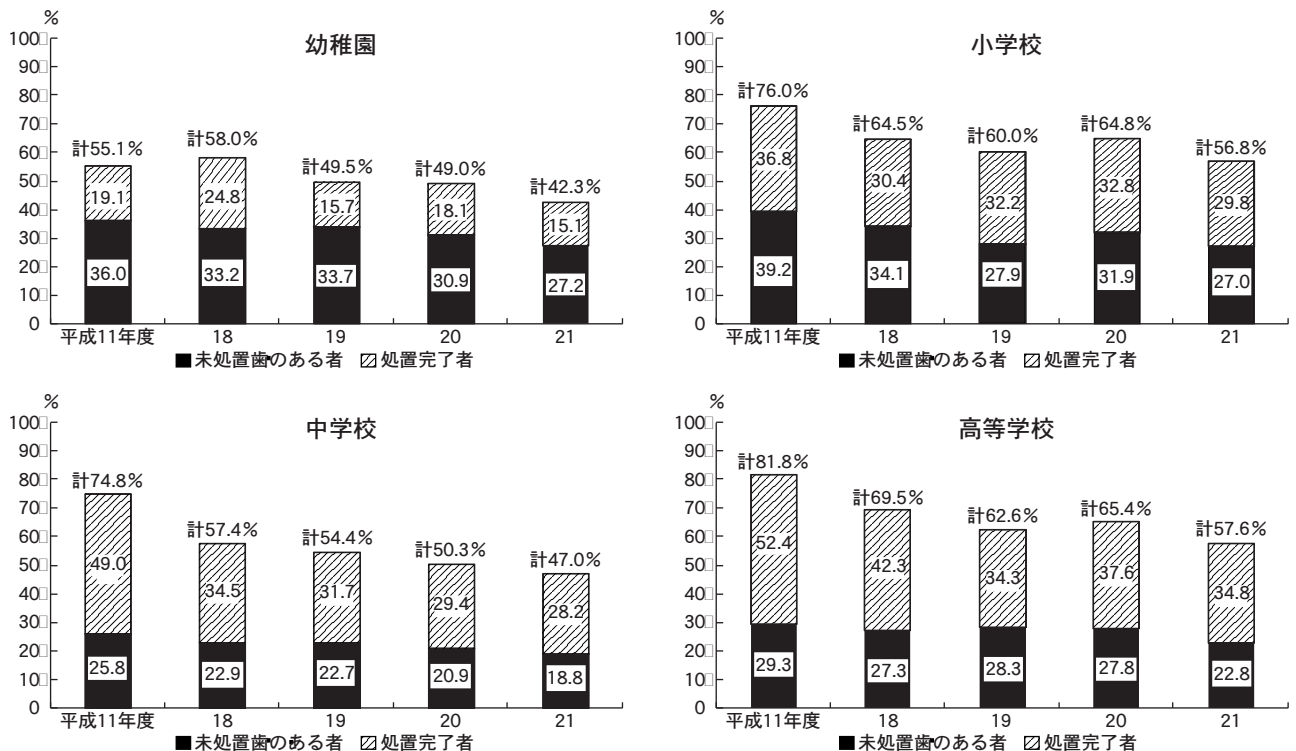 %
幼稚園
100
90
80
70
60
50
40
30
20
10
0
計55.1%
計58.0%
計49.5%
計49.0%
計42.3%
19.1
24.8
15.7
18.1
15.1
36.0
33.2
33.7
30.9
27.2
平成11年度 18 19 20 21
■未処置歯のある者 処置完了者
%
小学校
100
90
80
70
60
50
40
30
20
10
0
計76.0%
計64.5%
計60.0%
計64.8%
計56.8%
36.8
30.4
32.2
32.8
29.8
39.2
34.1
27.9
31.9
27.0
平成11年度 18 19 20 21
■未処置歯のある者 処置完了者
%
中学校
100
90
80
70
60
50
40
30
20
10
0
計74.8%
計57.4%
計54.4%
計50.3%
計47.0%
49.0
34.5
31.7
29.4
28.2
25.8
22.9
22.7
20.9
18.8
平成11年度 18 19 20 21
■未処置歯のある者 処置完了者
%
高等学校
100
90
80
70
60
50
40
30
20
10
0
計81.8%
計69.5%
計62.6%
計65.4%
計57.6%
52.4
42.3
34.3
37.6
34.8
29.3
27.3
28.3
27.8
22.8
平成11年度 18 19 20 21
■未処置歯のある者 処置完了者